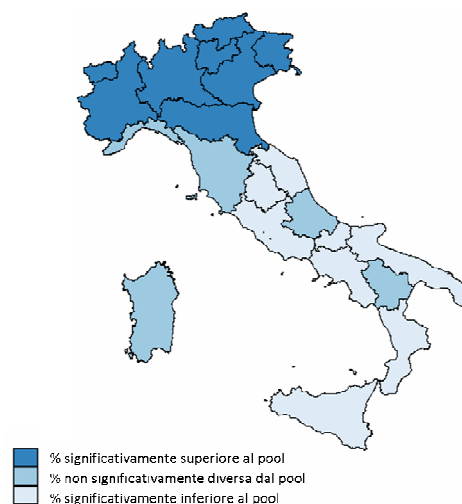 % significativamente superiore al pool
% non significativamente diversa dal pool
% significativamente inferiore al pool